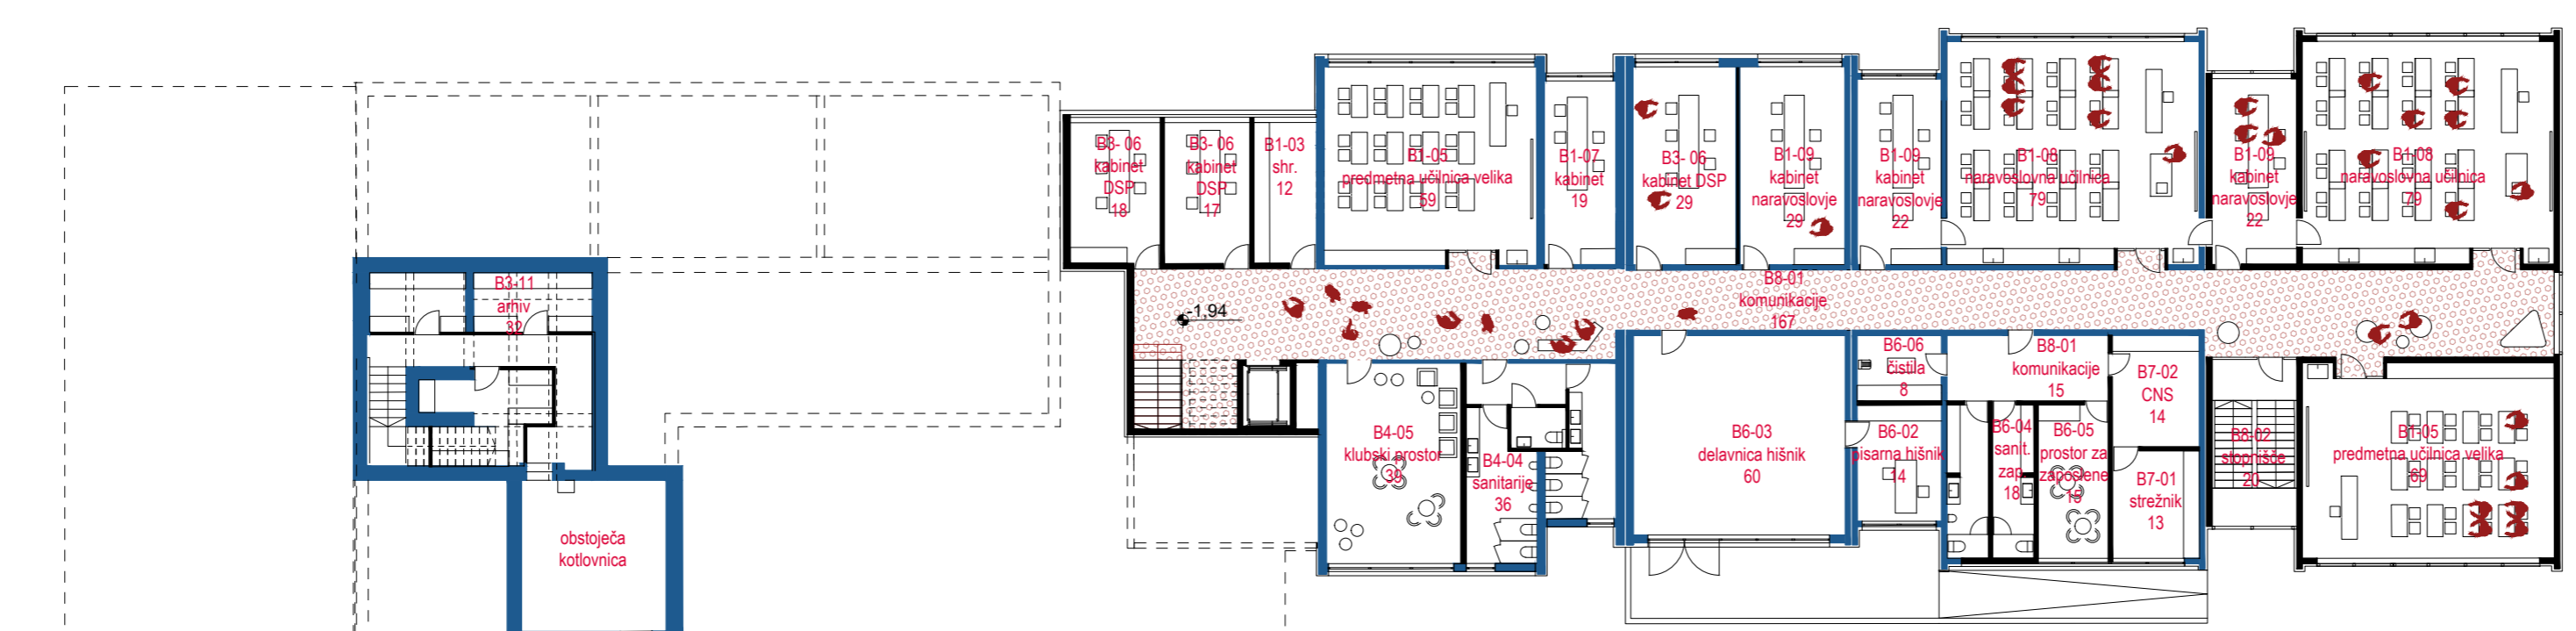 B3- 06
kabinet
DSP
18
B3- 06
kabinet
DSP
17
B1-03
shr.
12
B1-05
predmetna učilnica velika
59
B1-07
kabinet
19
B3- 06
kabinet DSP
29
B1-09
kabinet
naravoslovje
29
B1-09
kabinet
naravoslovje
22
B1-08
naravoslovna učilnica
79
B1-09
kabinet
naravoslovje
22
B1-08
naravoslovna učilnica
79
B3-11
arhiv
32
-1,94
B8-01
komunikacije
167
B4-05
klubski prostor
39
B4-04
sanitarije
36
B6-03
delavnica hišnik
60
B6-06
čistila
8
B6-02
pisarna hišnik
14
B8-01
komunikacije
15
B6-04
sanit.
zap.
18
B6-05
prostor za
zaposlene
15
B7-02
CNS
14
B7-01
strežnik
13
B8-02
stopnišče
20
B1-05
predmetna učilnica velika
69
obstoječa
kotlovnica